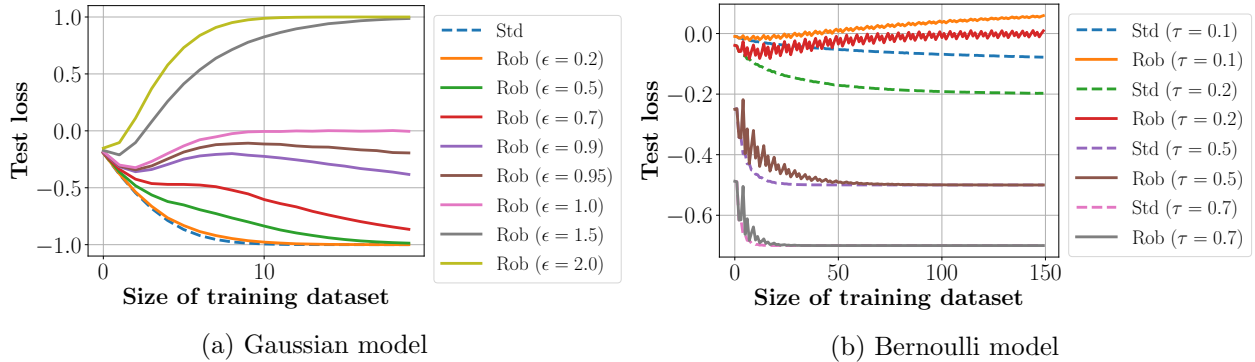 1.0
0.5
0.0
−0.5
−1.0
Test loss
0
10
Size of training dataset
Std
Rob (ϵ = 0.2)
Rob (ϵ = 0.5)
Rob (ϵ = 0.7)
Rob (ϵ = 0.9)
Rob (ϵ = 0.95)
Rob (ϵ = 1.0)
Rob (ϵ = 1.5)
Rob (ϵ = 2.0)
(a) Gaussian model
0.0
−0.2
−0.4
−0.6
Test loss
0
50
100
150
Size of training dataset
Std (τ = 0.1)
Rob (τ = 0.1)
Std (τ = 0.2)
Rob (τ = 0.2)
Std (τ = 0.5)
Rob (τ = 0.5)
Std (τ = 0.7)
Rob (τ = 0.7)
(b) Bernoulli model